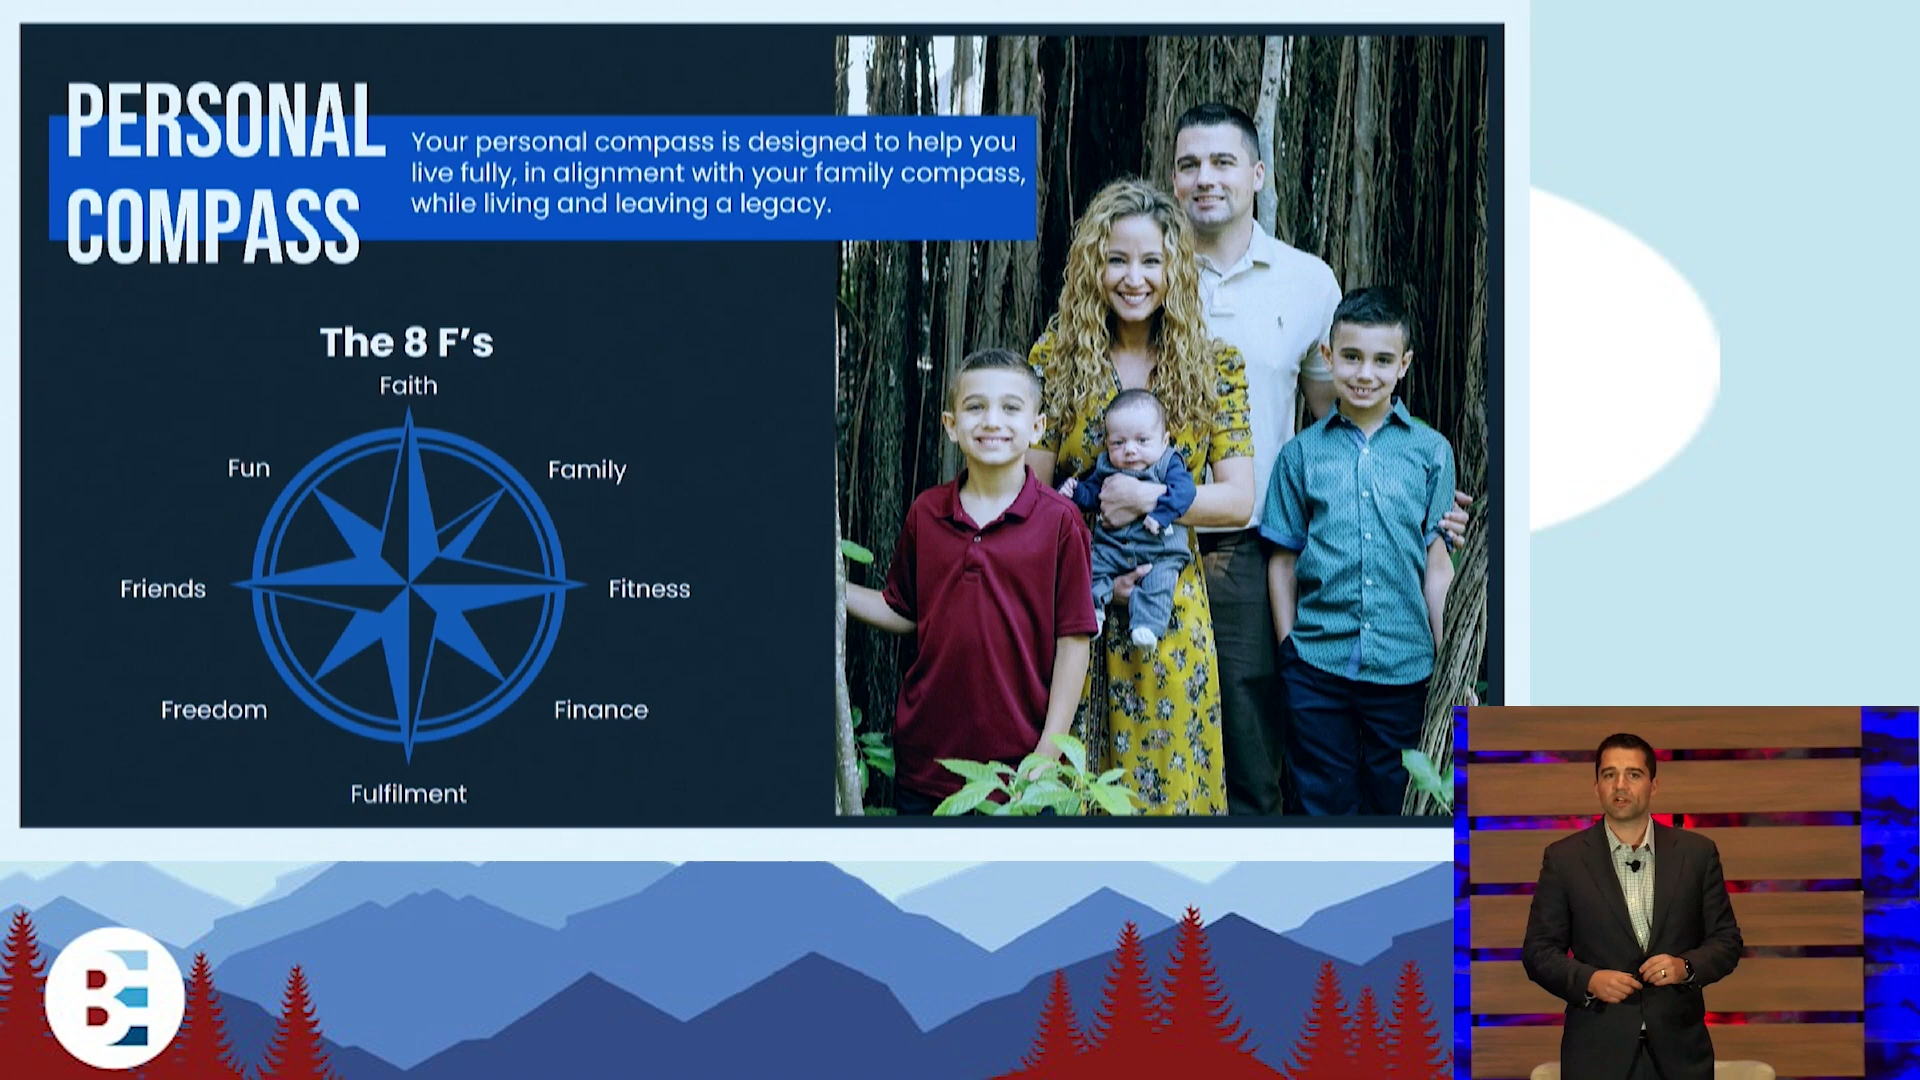 PERSONAL
COMPASS
Your personal compass is designed to help you
live fully, in alignment with your family compass,
while living and leaving a legacy.
The 8 F's
Faith
Fun
Family
Friends
Fitness
Freedom
Finance
Fulfilment
BE